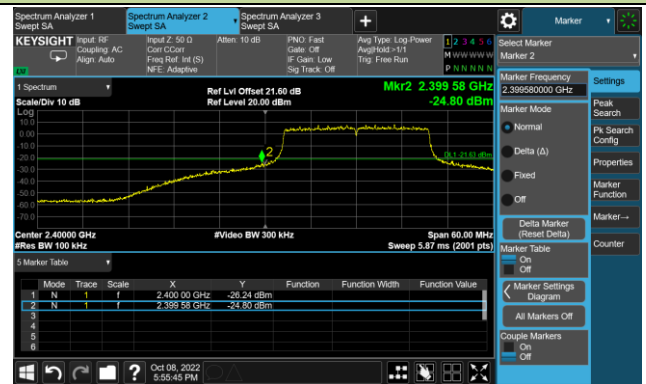 Spectrum Analyzer 1
Swept SA
Spectrum Analyzer 2
Swept SA
Spectrum Analyzer 3
Swept SA
Marker
KEYSIGHT
Input: RF
Coupling: AC
Align: Auto
Input Z: 50 Ω
Corr CCorr
Freq Ref: Int (S)
NFE: Adaptive
Atten: 10 dB
PNO: Fast
Gate: Off
IF Gain: Low
Sig Track: Off
Avg Type: Log-Power
Avg|Hold:>1/1
Trig: Free Run
1 2 3 4 5 6
M W W W W W
P N N N N N
Select Marker
Marker 2
1 Spectrum
Scale/Div 10 dB
Log
Ref Lvl Offset 21.60 dB
Ref Level 20.00 dBm
Mkr2 2.399 58 GHz
-24.80 dBm
10.0
0.00
-10.0
-20.0
-30.0
-40.0
-50.0
-60.0
-70.0
2
DL1 -21.63 dBm
Center 2.40000 GHz
#Res BW 100 kHz
#Video BW 300 kHz
Span 60.00 MHz
Sweep 5.87 ms (2001 pts)
5 Marker Table
Mode Trace Scale X Y Function Function Width Function Value
1 N 1 f 2.400 00 GHz -26.24 dBm
2 N 1 f 2.399 58 GHz -24.80 dBm
3
4
5
6
Oct 08, 2022
5:55:45 PM
Marker Frequency
2.399580000 GHz
Marker Mode
Normal
Delta (Δ)
Fixed
Off
Delta Marker
(Reset Delta)
Marker Table
On
Off
Marker Settings
Diagram
All Markers Off
Couple Markers
On
Off
Settings
Peak
Search
Pk Search
Config
Properties
Marker
Function
Marker→
Counter